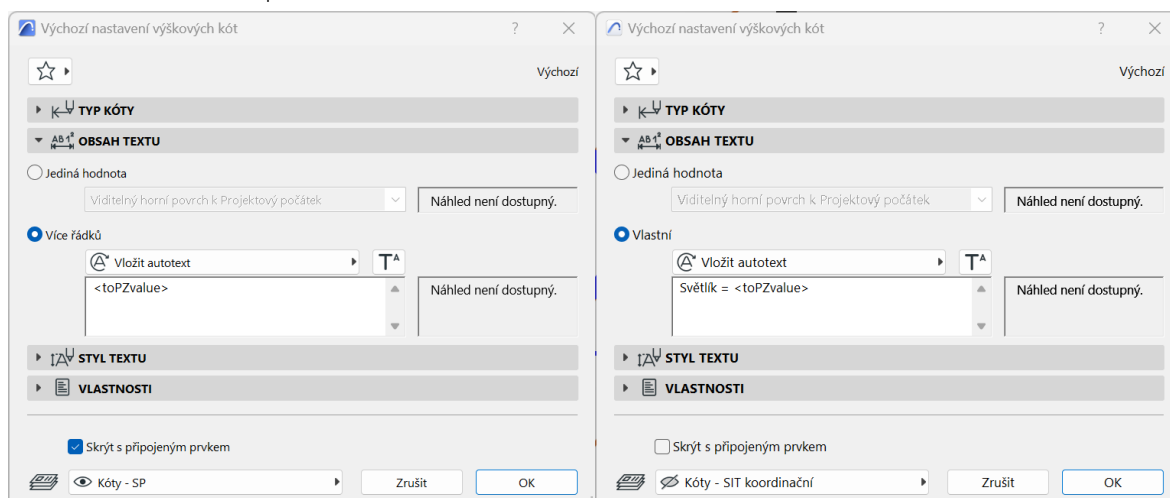 Výchozí nastavení výškových kót ?
Výchozí
TYP KÓTY
OBSAH TEXTU
Jediná hodnota
Viditelný horní povrch k Projektový počátek
Náhled není dostupný.
Více řádků
Vložit autotext
<toPZvalue>
Náhled není dostupný.
STYL TEXTU
VLASTNOSTI
Skrýt s připojeným prvkem
Kóty - SP
Zrušit
OK
Výchozí nastavení výškových kót ?
Výchozí
TYP KÓTY
OBSAH TEXTU
Jediná hodnota
Viditelný horní povrch k Projektový počátek
Náhled není dostupný.
Vlastní
Vložit autotext
Světlík = <toPZvalue>
Náhled není dostupný.
STYL TEXTU
VLASTNOSTI
Skrýt s připojeným prvkem
Kóty - SIT koordinační
Zrušit
OK